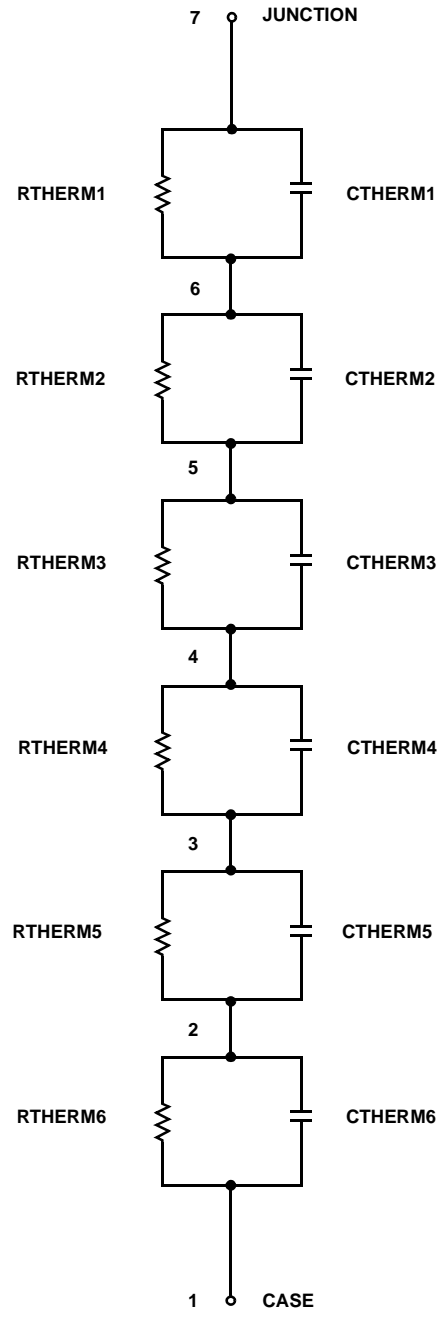 7 JUNCTION
RTHERM1 CTHERM1
6
RTHERM2 CTHERM2
5
RTHERM3 CTHERM3
4
RTHERM4 CTHERM4
3
RTHERM5 CTHERM5
2
RTHERM6 CTHERM6
1 CASE